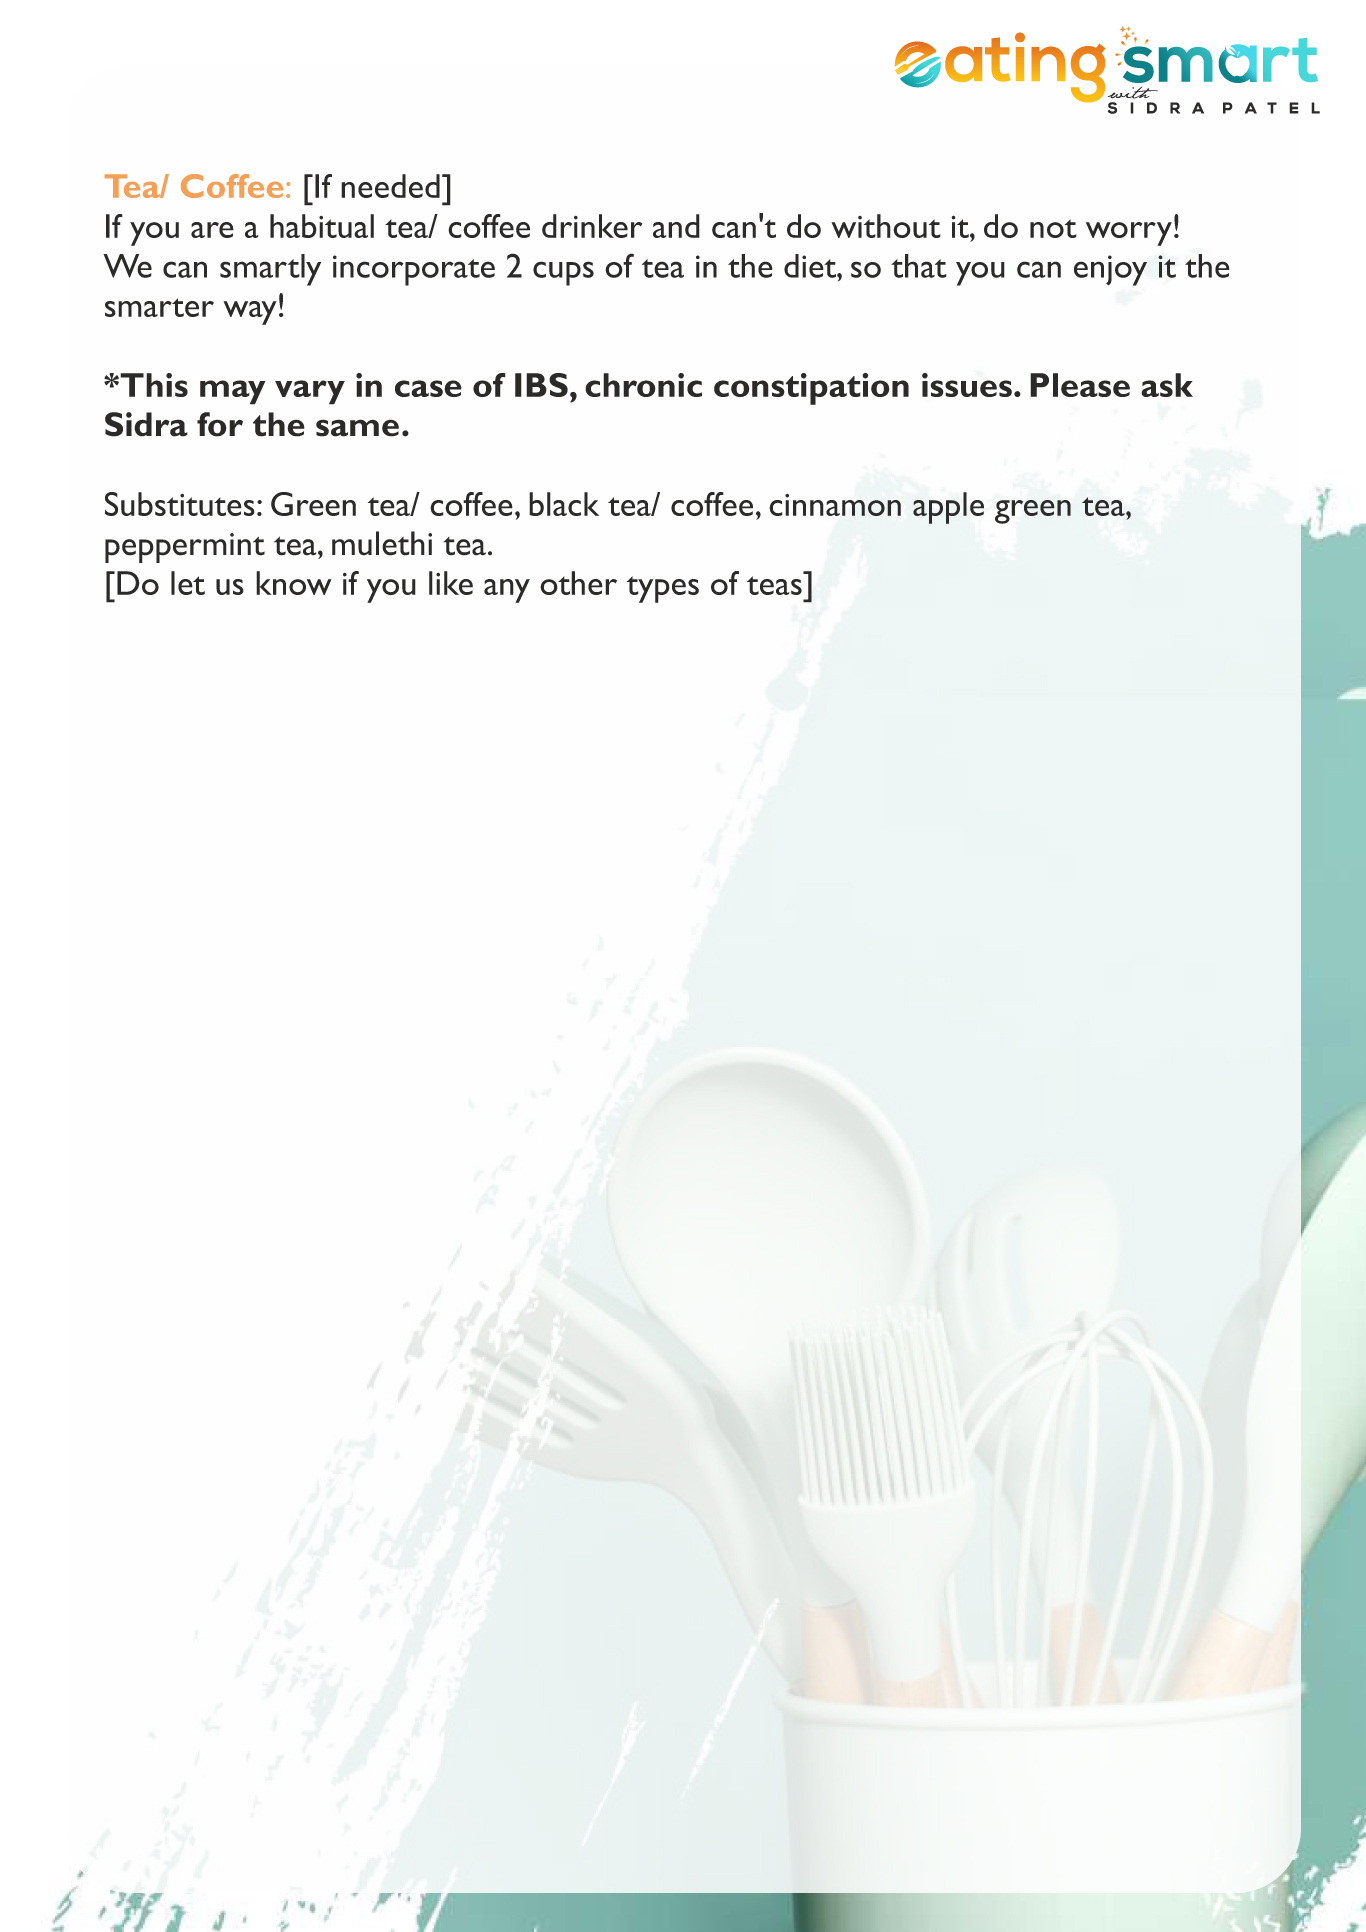 eating smart
with
SIDRA PATEL
Tea/ Coffee: [If needed]
If you are a habitual tea/ coffee drinker and can't do without it, do not worry!
We can smartly incorporate 2 cups of tea in the diet, so that you can enjoy it the
smarter way!
*This may vary in case of IBS, chronic constipation issues. Please ask
Sidra for the same.
Substitutes: Green tea/ coffee, black tea/ coffee, cinnamon apple green tea,
peppermint tea, mulethi tea.
[Do let us know if you like any other types of teas]